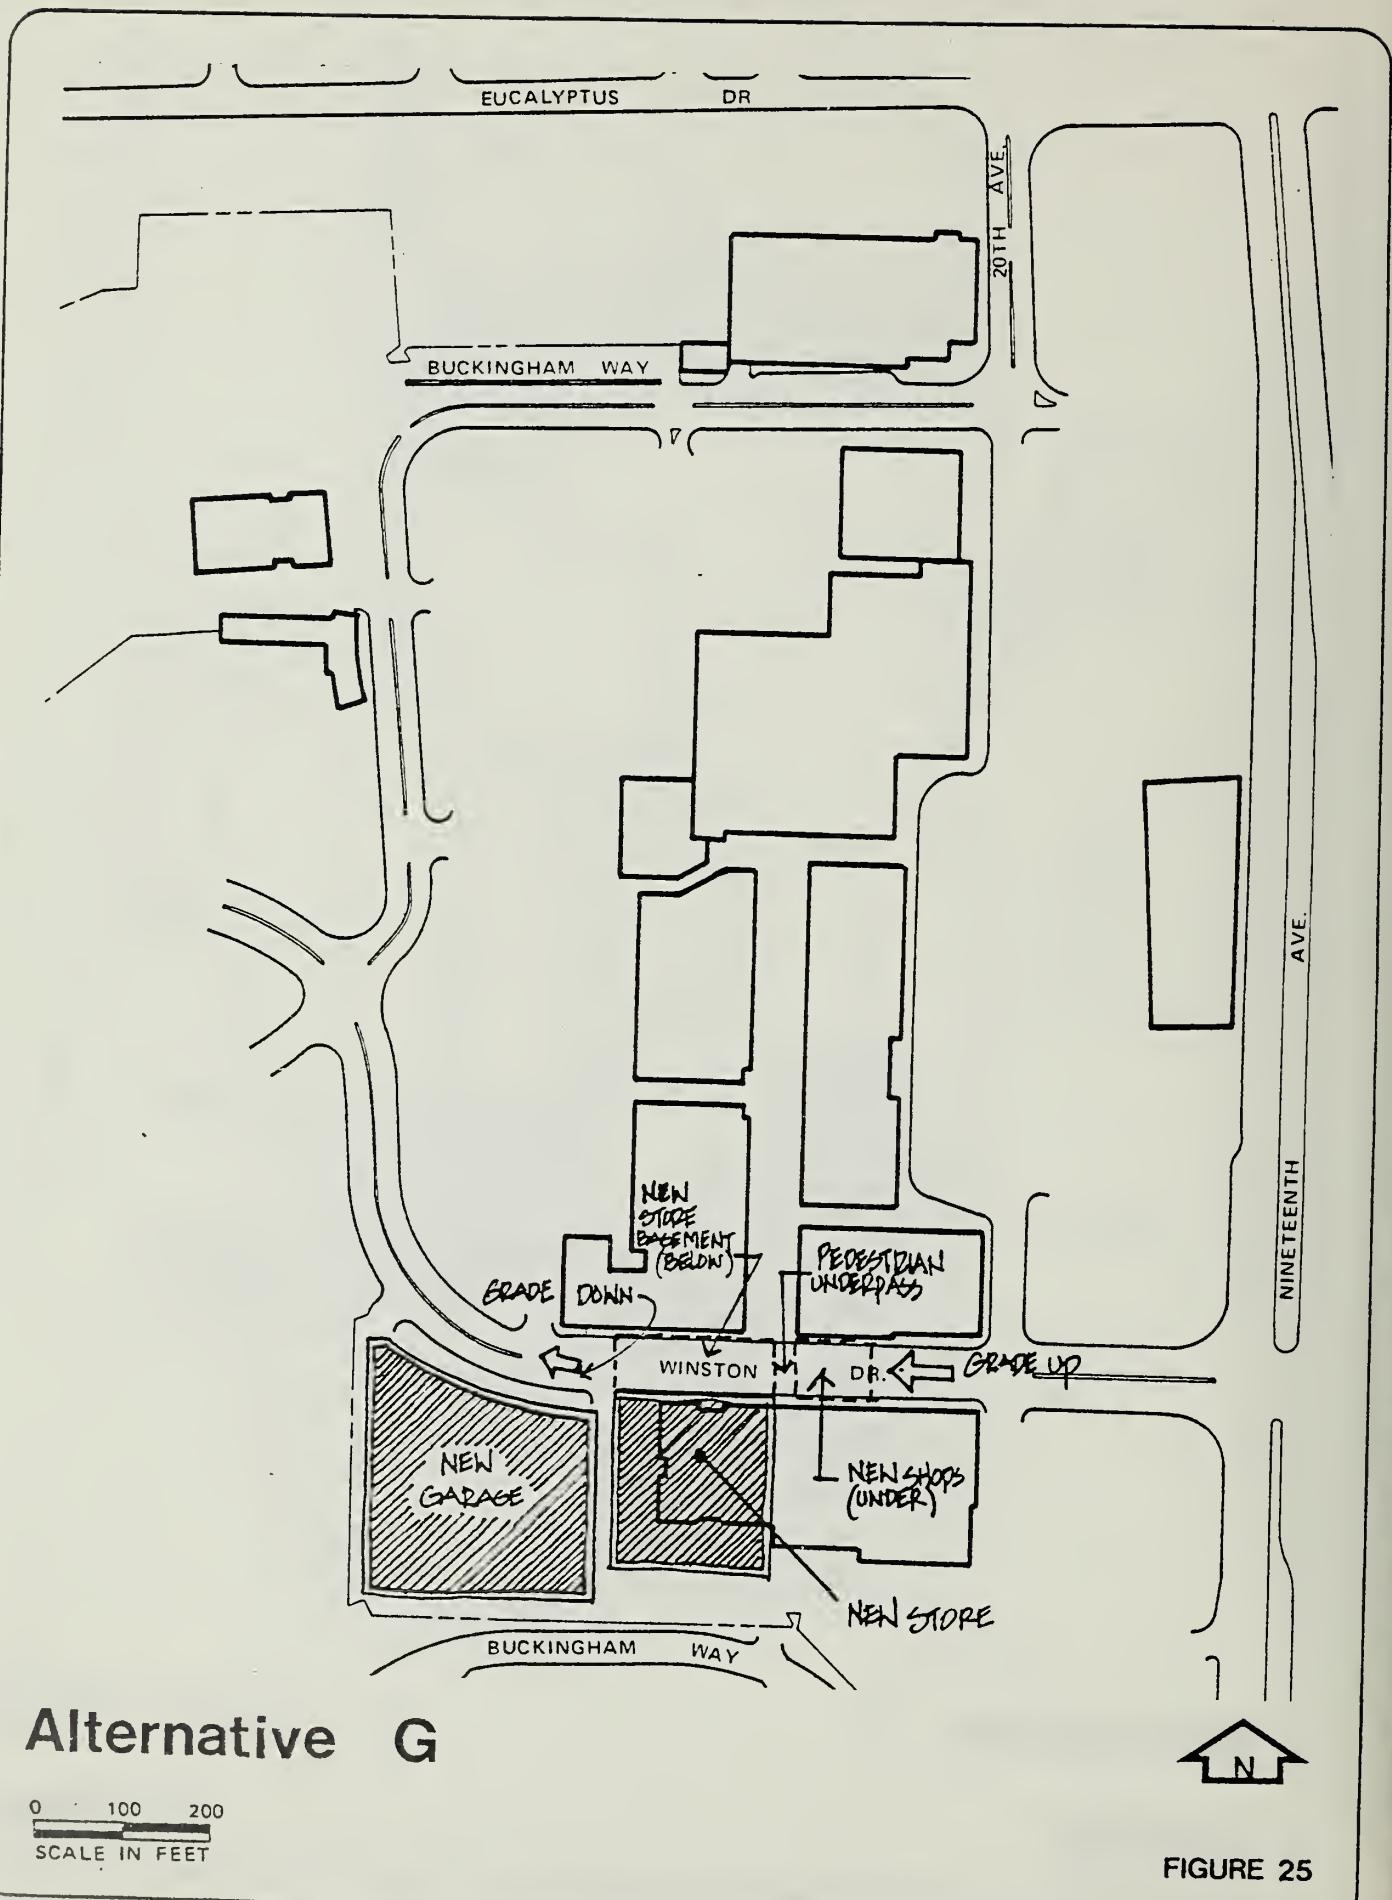 EUCALYPTUS DR
20TH AVE.
BUCKINGHAM WAY
AVE.
NINETEENTH
NEW
STORE
BASEMENT
(BELOW)
PEDESTRIAN
UNDERPASS
GRADE DOWN
WINSTON DR.
GRADE UP
NEW
GARAGE
NEW SHOPS
(UNDER)
NEW STORE
BUCKINGHAM WAY
Alternative G
N
0 100 200
SCALE IN FEET
FIGURE 25